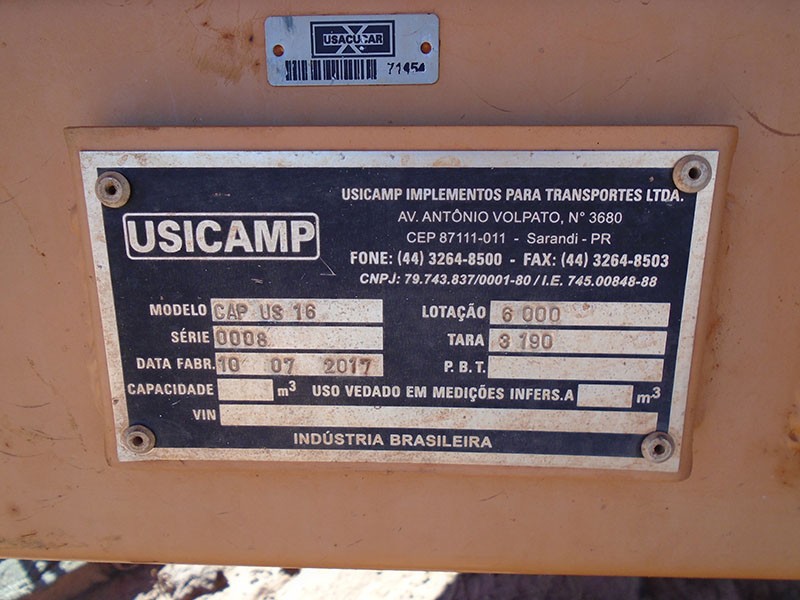 USACUCAR
71454
USICAMP IMPLEMENTOS PARA TRANSPORTES LTDA.
AV. ANTÔNIO VOLPATO, N° 3680
CEP 87111-011 - Sarandi - PR
FONE: (44) 3264-8500 - FAX: (44) 3264-8503
CNPJ: 79.743.837/0001-80 / I.E. 745.00848-88
USICAMP
MODELO CAP US 16 LOTAÇÃO 6 000
SÉRIE 0008 TARA 3 190
DATA FABR. 10 07 2017 P.B.T.
CAPACIDADE m³ USO VEDADO EM MEDIÇÕES INFERS.A m³
VIN
INDÚSTRIA BRASILEIRA